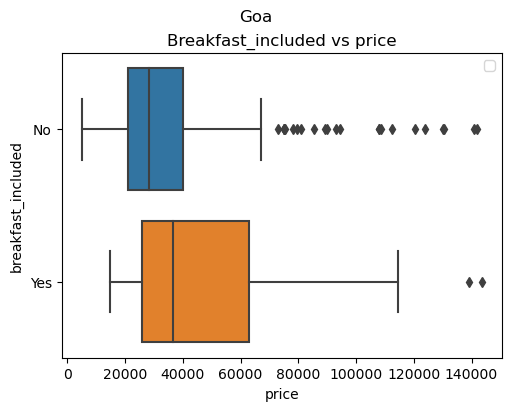 Goa
Breakfast_included vs price
No
Yes
breakfast_included
0 20000 40000 60000 80000 100000 120000 140000
price